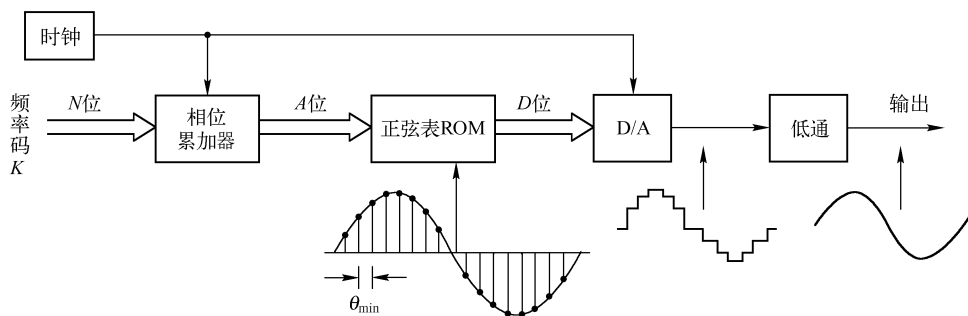 时钟
频率码
K
N位
相位
累加器
A位
正弦表ROM
D位
D/A
低通
输出
θmin